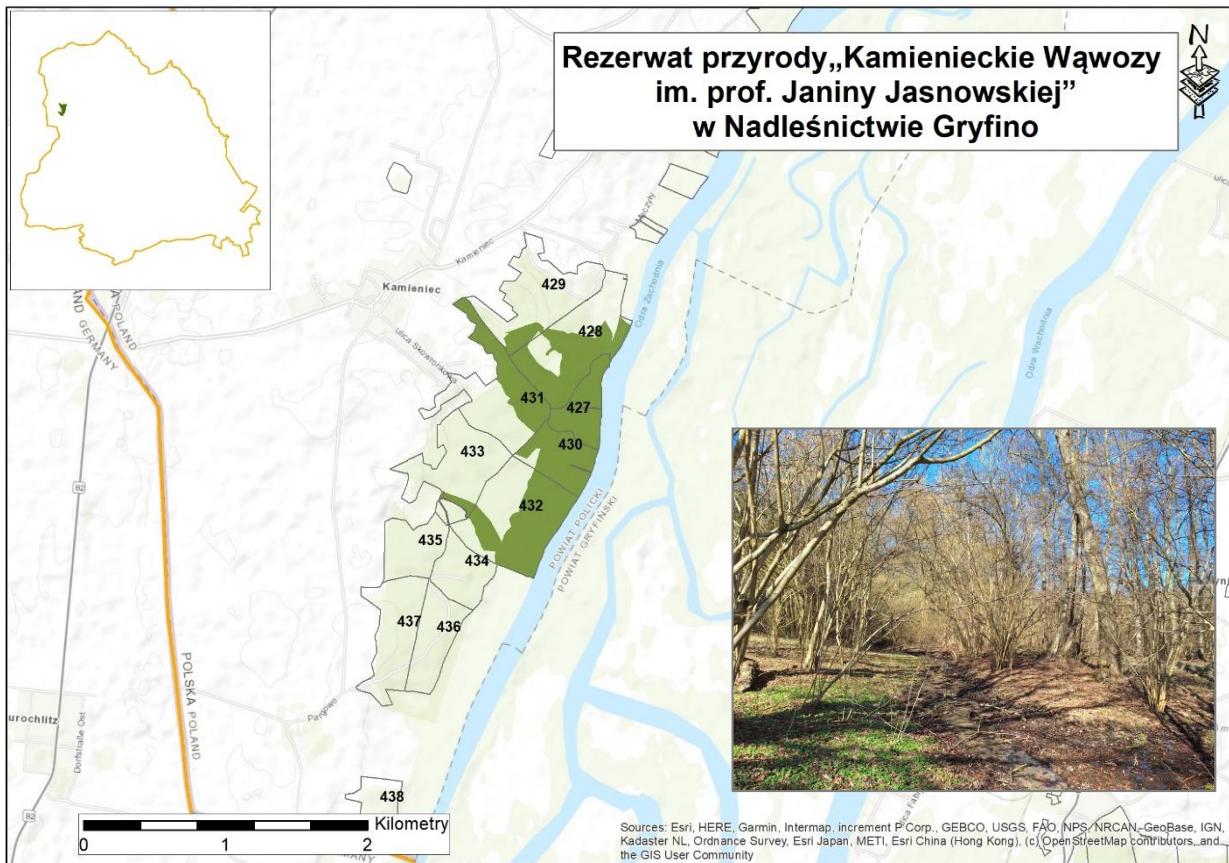 Rezerwat przyrody„Kamienieckie Wąwozy
im. prof. Janiny Jasnowskiej”
w Nadleśnictwie Gryfino
N
Moczyły
429
Kamieniec
Kamieniec
Odra Zachodnia
428
Odra Wschodnia
ulica Skowronkowa
POLAND
GERMANY
431
427
430
433
B2
432
435
434
POWIAT POLICKI
POWIAT GRYFIŃSKI
437
436
POLSKA POLAND
Pargowo
urochlitz
Dorfstraße Ost
438
Kilometry
0 1 2
B2
Sources: Esri, HERE, Garmin, Intermap, increment P Corp., GEBCO, USGS, FAO, NPS, NRCAN, GeoBase, IGN,
Kadaster NL, Ordnance Survey, Esri Japan, METI, Esri China (Hong Kong), (c) OpenStreetMap contributors, and
the GIS User Community